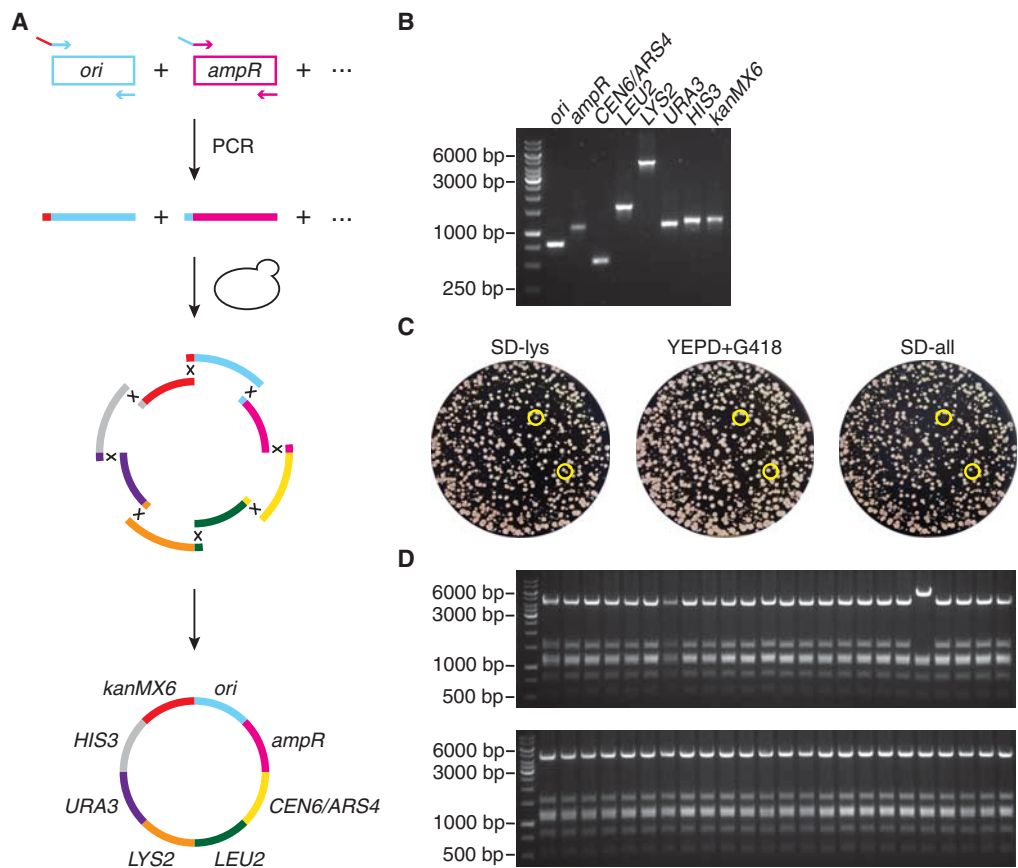 A
ori + ampR + ...
PCR
+ + ...
x x x x x x x x
kanMX6 ori
HIS3 ampR
URA3 CEN6/ARS4
LYS2 LEU2
B
ori ampR CEN6/ARS4 LEU2 LYS2 URA3 HIS3 kanMX6
6000 bp
3000 bp
1000 bp
250 bp
C
SD-lys YEPD+G418 SD-all
D
6000 bp
3000 bp
1000 bp
500 bp
6000 bp
3000 bp
1000 bp
500 bp